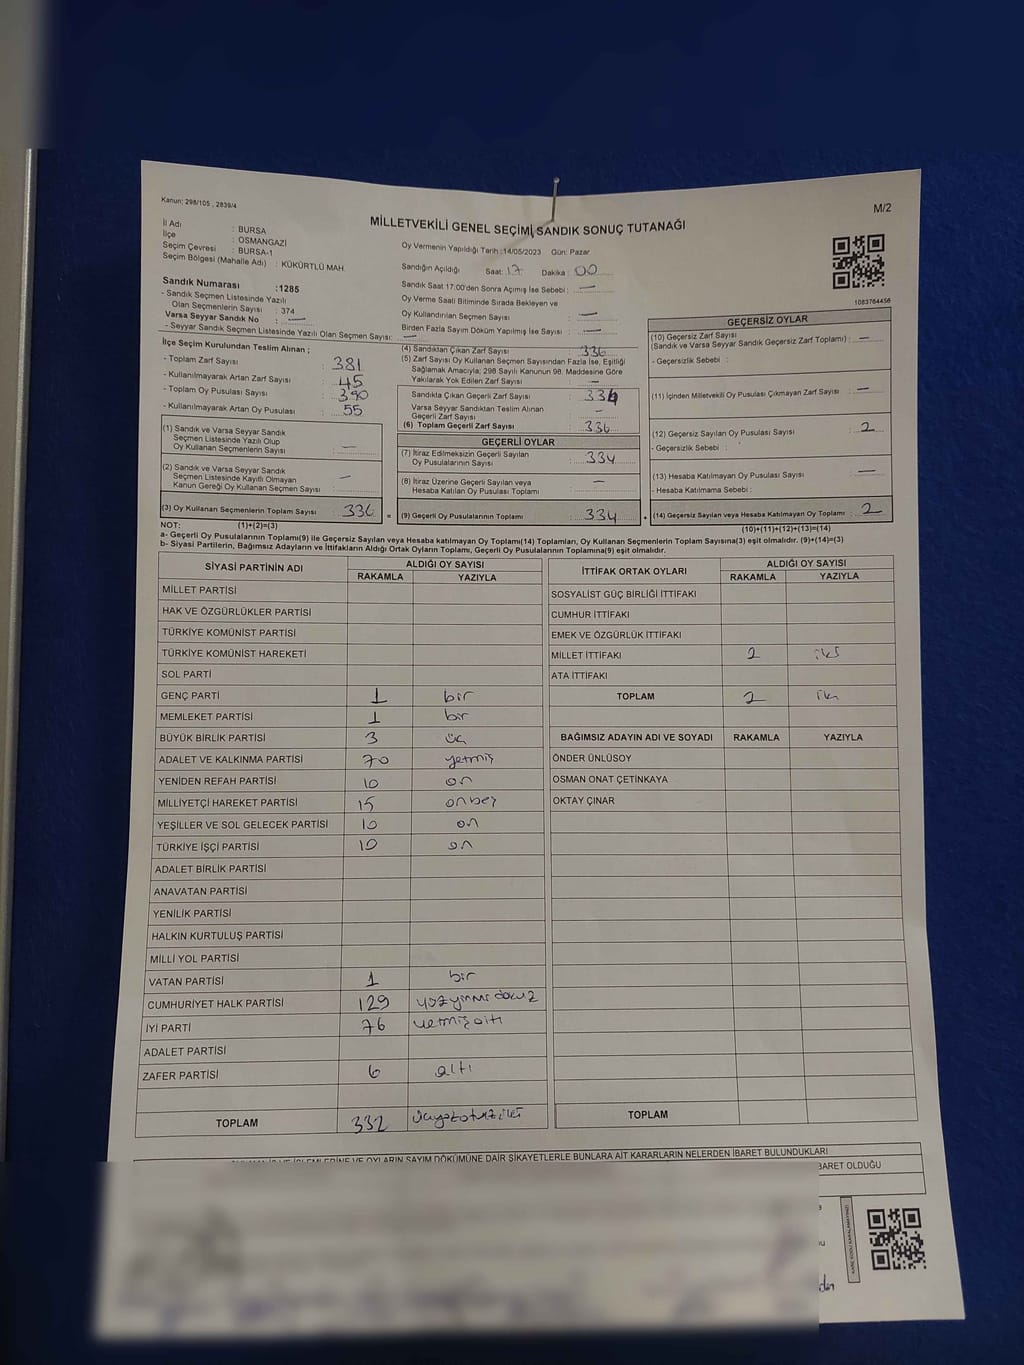 Kanun; 298/105 , 2839/4
M/2
MİLLETVEKİLİ GENEL SEÇİMİ SANDIK SONUÇ TUTANAĞI
İl Adı : BURSA
İlçe : OSMANGAZİ
Seçim Çevresi : BURSA-1
Seçim Bölgesi (Mahalle Adı) : KÜKÜRTLÜ MAH.
Sandık Numarası :1285
- Sandık Seçmen Listesinde Yazılı
Olan Seçmenlerin Sayısı : 374
Varsa Seyyar Sandık No : —
- Seyyar Sandık Seçmen Listesinde Yazılı Olan Seçmen Sayısı: —
Oy Vermenin Yapıldığı Tarih :14/05/2023 Gün: Pazar
Sandığın Açıldığı Saat: 17 Dakika : 00
Sandık Saat 17:00'den Sonra Açımış İse Sebebi : —
Oy Verme Saati Bitiminde Sırada Bekleyen ve
Oy Kullandırılan Seçmen Sayısı : —
Birden Fazla Sayım Döküm Yapılmış İse Sayısı : —
1083764456
İlçe Seçim Kurulundan Teslim Alınan ;
- Toplam Zarf Sayısı : 381
- Kullanılmayarak Artan Zarf Sayısı : 45
- Toplam Oy Pusulası Sayısı : 390
- Kullanılmayarak Artan Oy Pusulası : 55
(1) Sandık ve Varsa Seyyar Sandık
Seçmen Listesinde Yazılı Olup
Oy Kullanan Seçmenlerin Sayısı : —
(2) Sandık ve Varsa Seyyar Sandık
Seçmen Listesinde Kayıtlı Olmayan
Kanun Gereği Oy Kullanan Seçmen Sayısı : —
(3) Oy Kullanan Seçmenlerin Toplam Sayısı : 336
(4) Sandıktan Çıkan Zarf Sayısı : 336
(5) Zarf Sayısı Oy Kullanan Seçmen Sayısından Fazla İse, Eşitliği
Sağlamak Amacıyla; 298 Sayılı Kanunun 98. Maddesine Göre
Yakılarak Yok Edilen Zarf Sayısı : —
Sandıkta Çıkan Geçerli Zarf Sayısı : 336
Varsa Seyyar Sandıktan Teslim Alınan
Geçerli Zarf Sayısı : —
(6) Toplam Geçerli Zarf Sayısı : 336
GEÇERLİ OYLAR
(7) İtiraz Edilmeksizin Geçerli Sayılan
Oy Pusulalarının Sayısı : 334
(8) İtiraz Üzerine Geçerli Sayılan veya
Hesaba Katılan Oy Pusulası Toplamı : —
= (9) Geçerli Oy Pusulalarının Toplamı : 334
GEÇERSİZ OYLAR
(10) Geçersiz Zarf Sayısı
(Sandık ve Varsa Seyyar Sandık Geçersiz Zarf Toplamı) : —
- Geçersizlik Sebebi :
(11) İçinden Milletvekili Oy Pusulası Çıkmayan Zarf Sayısı : —
(12) Geçersiz Sayılan Oy Pusulası Sayısı : 2
- Geçersizlik Sebebi :
(13) Hesaba Katılmayan Oy Pusulası Sayısı : —
- Hesaba Katılmama Sebebi :
+ (14) Geçersiz Sayılan veya Hesaba Katılmayan Oy Toplamı : 2
NOT: (1)+(2)=(3)
(10)+(11)+(12)+(13)=(14)
a- Geçerli Oy Pusulalarının Toplamı(9) ile Geçersiz Sayılan veya Hesaba katılmayan Oy Toplamı(14) Toplamları, Oy Kullanan Seçmenlerin Toplam Sayısına(3) eşit olmalıdır. (9)+(14)=(3)
b- Siyasi Partilerin, Bağımsız Adayların ve İttifakların Aldığı Ortak Oyların Toplamı, Geçerli Oy Pusulalarının Toplamına(9) eşit olmalıdır.
SİYASİ PARTİNİN ADI ALDIĞI OY SAYISI
RAKAMLA YAZIYLA
MİLLET PARTİSİ
HAK VE ÖZGÜRLÜKLER PARTİSİ
TÜRKİYE KOMÜNİST PARTİSİ
TÜRKİYE KOMÜNİST HAREKETİ
SOL PARTİ
GENÇ PARTİ 1 bir
MEMLEKET PARTİSİ 1 bir
BÜYÜK BİRLİK PARTİSİ 3 üç
ADALET VE KALKINMA PARTİSİ 70 yetmiş
YENİDEN REFAH PARTİSİ 10 on
MİLLİYETÇİ HAREKET PARTİSİ 15 onbeş
YEŞİLLER VE SOL GELECEK PARTİSİ 10 on
TÜRKİYE İŞÇİ PARTİSİ 10 on
ADALET BİRLİK PARTİSİ
ANAVATAN PARTİSİ
YENİLİK PARTİSİ
HALKIN KURTULUŞ PARTİSİ
MİLLİ YOL PARTİSİ
VATAN PARTİSİ 1 bir
CUMHURİYET HALK PARTİSİ 129 yüzyirmidokuz
İYİ PARTİ 76 yetmişaltı
ADALET PARTİSİ
ZAFER PARTİSİ 6 altı
TOPLAM 332 üçyüzotuziki
İTTİFAK ORTAK OYLARI ALDIĞI OY SAYISI
RAKAMLA YAZIYLA
SOSYALİST GÜÇ BİRLİĞİ İTTİFAKI
CUMHUR İTTİFAKI
EMEK VE ÖZGÜRLÜK İTTİFAKI
MİLLET İTTİFAKI 2 iki
ATA İTTİFAKI
TOPLAM 2 iki
BAĞIMSIZ ADAYIN ADI VE SOYADI RAKAMLA YAZIYLA
ÖNDER ÜNLÜSOY
OSMAN ONAT ÇETİNKAYA
OKTAY ÇINAR
TOPLAM
VE OYLARIN SAYIM DÖKÜMÜNE DAİR ŞİKAYETLERLE BUNLARA AİT KARARLARIN NELERDEN İBARET BULUNDUKLARI
BARET OLDUĞU